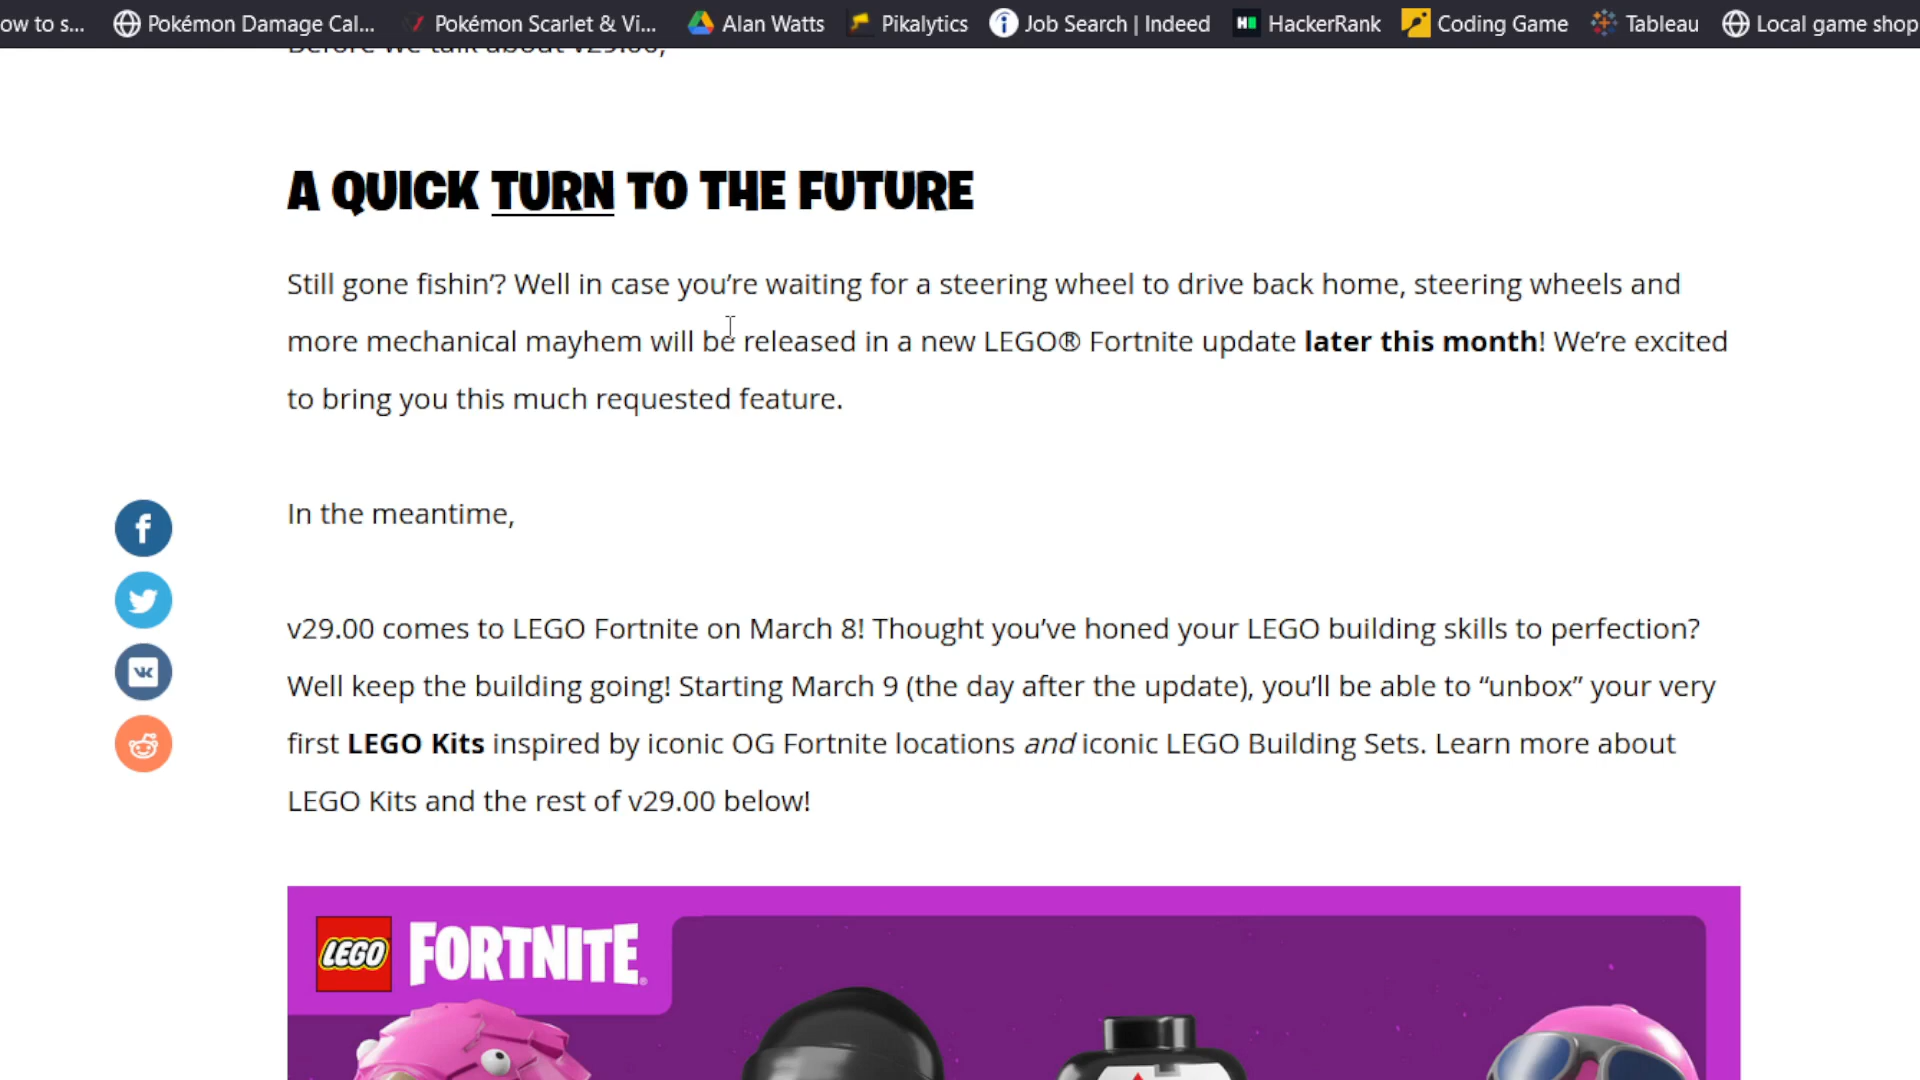 ow to s... Pokémon Damage Cal... Pokémon Scarlet & Vi... Alan Watts Pikalytics Job Search | Indeed HackerRank Coding Game Tableau Local game shop
Before we talk about v29.00,
A QUICK TURN TO THE FUTURE
Still gone fishin’? Well in case you’re waiting for a steering wheel to drive back home, steering wheels and
more mechanical mayhem will be released in a new LEGO® Fortnite update later this month! We’re excited
to bring you this much requested feature.
In the meantime,
v29.00 comes to LEGO Fortnite on March 8! Thought you’ve honed your LEGO building skills to perfection?
Well keep the building going! Starting March 9 (the day after the update), you’ll be able to “unbox” your very
first LEGO Kits inspired by iconic OG Fortnite locations and iconic LEGO Building Sets. Learn more about
LEGO Kits and the rest of v29.00 below!
LEGO FORTNITE®